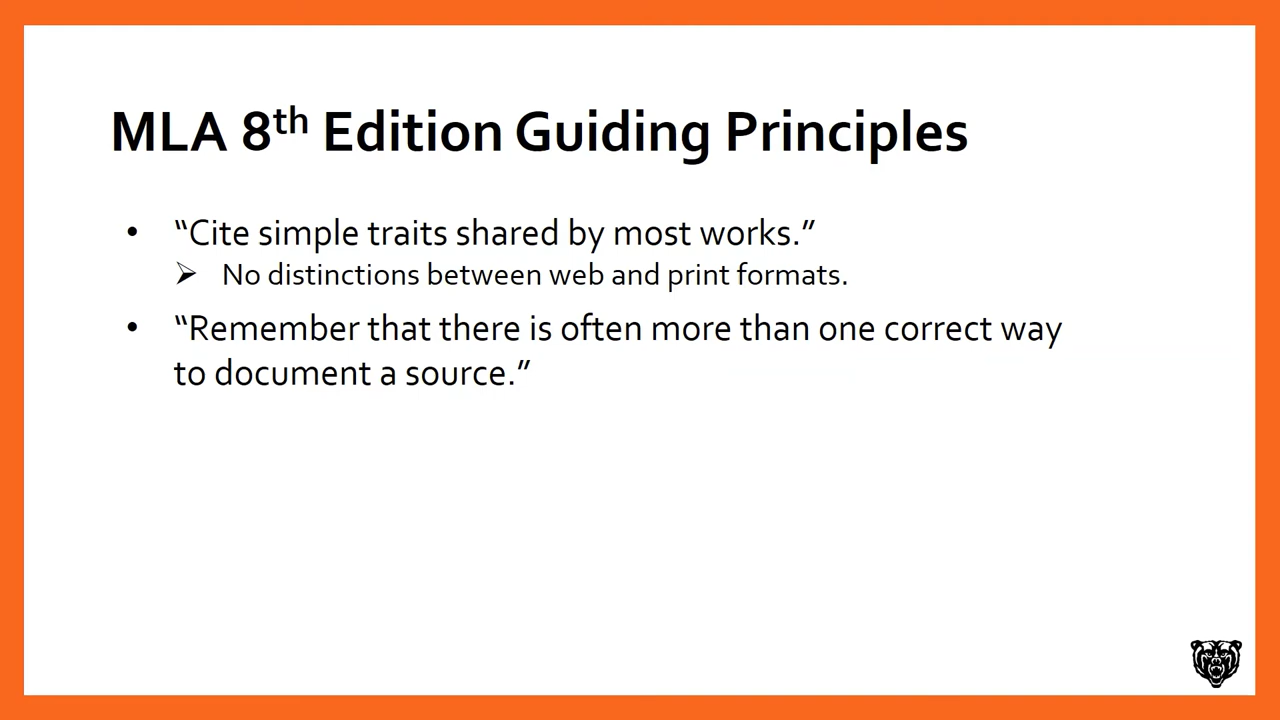 MLA 8th Edition Guiding Principles
• “Cite simple traits shared by most works.”
➢ No distinctions between web and print formats.
• “Remember that there is often more than one correct way
to document a source.”